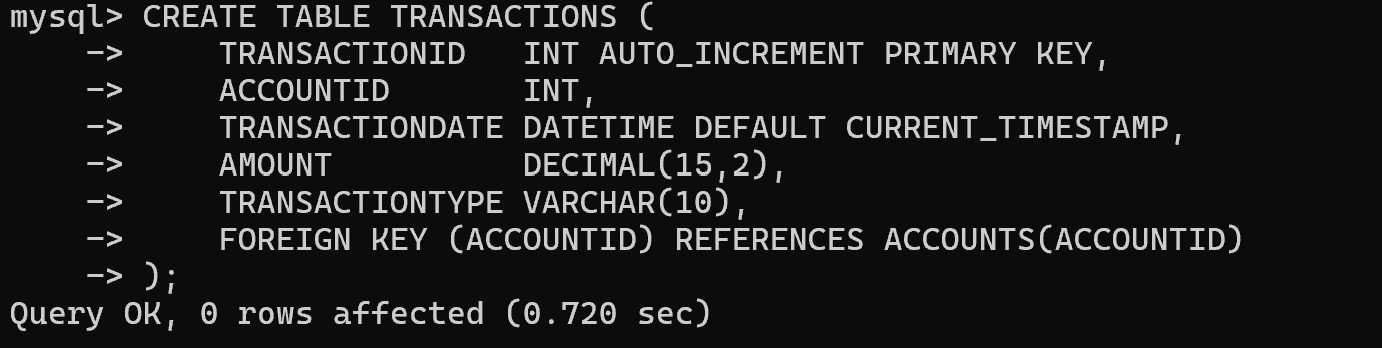 mysql> CREATE TABLE TRANSACTIONS (
    ->     TRANSACTIONID   INT AUTO_INCREMENT PRIMARY KEY,
    ->     ACCOUNTID       INT,
    ->     TRANSACTIONDATE DATETIME DEFAULT CURRENT_TIMESTAMP,
    ->     AMOUNT          DECIMAL(15,2),
    ->     TRANSACTIONTYPE VARCHAR(10),
    ->     FOREIGN KEY (ACCOUNTID) REFERENCES ACCOUNTS(ACCOUNTID)
    -> );
Query OK, 0 rows affected (0.720 sec)